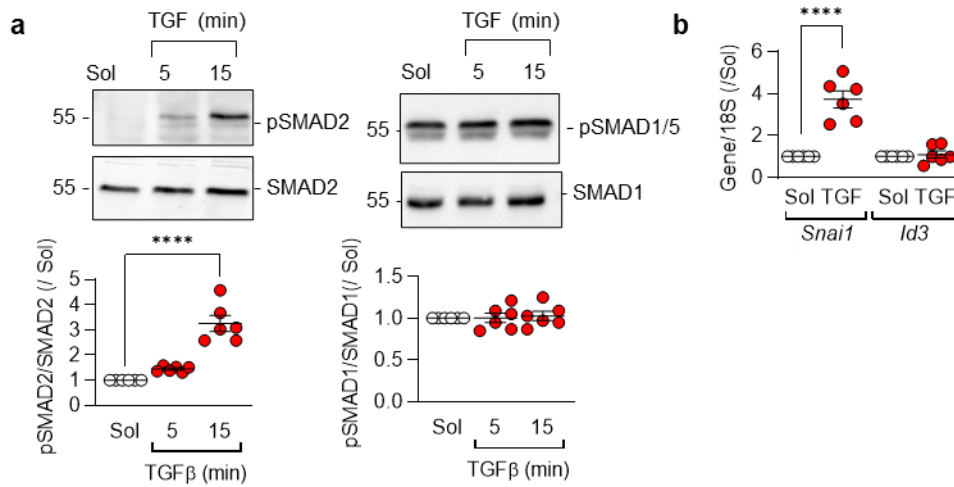 a
TGF (min)
Sol 5 15
55 - pSMAD2
55 - SMAD2
****
pSMAD2/SMAD2 (/ Sol)
5
4
3
2
1
0
Sol 5 15
TGFβ (min)
TGF (min)
Sol 5 15
55 - pSMAD1/5
55 - SMAD1
pSMAD1/SMAD1(/ Sol)
1.5
1.0
0.5
0.0
Sol 5 15
TGFβ (min)
b
****
Gene/18S (/Sol)
6
4
2
0
Sol TGF Sol TGF
Snai1 Id3